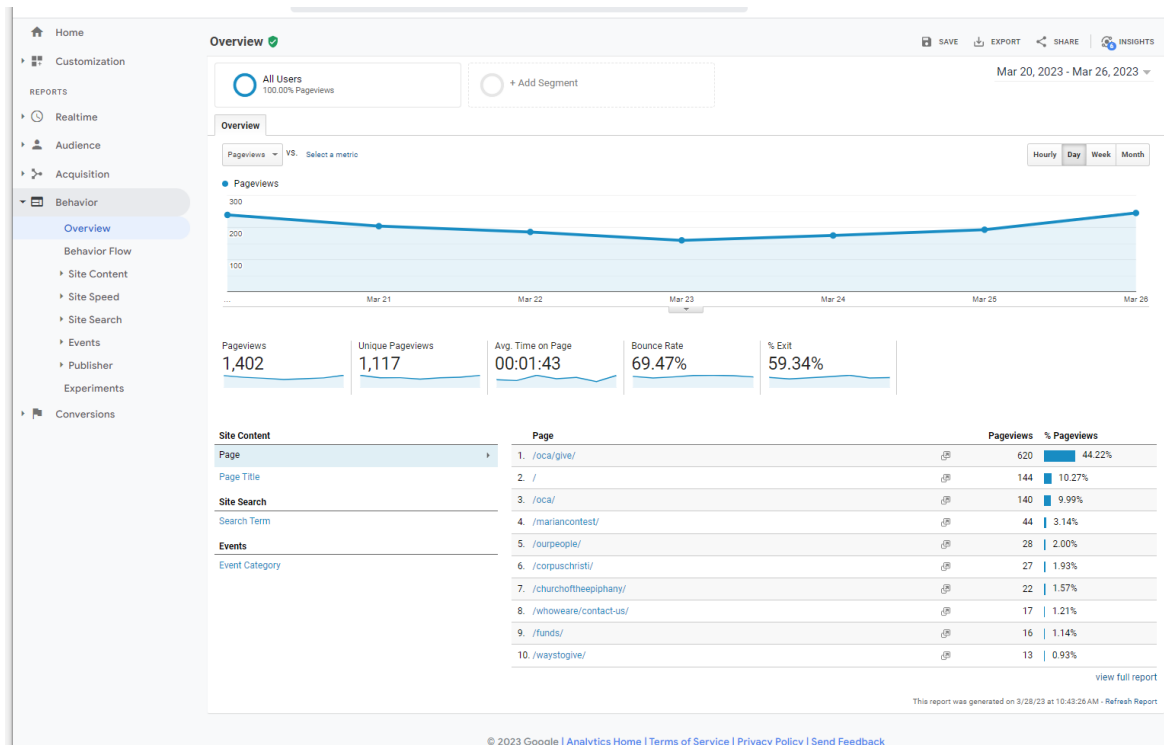 Home
Customization
REPORTS
Realtime
Audience
Acquisition
Behavior
Overview
Behavior Flow
Site Content
Site Speed
Site Search
Events
Publisher
Experiments
Conversions
Overview
SAVE EXPORT SHARE 6 INSIGHTS
All Users
100.00% Pageviews
+ Add Segment
Mar 20, 2023 - Mar 26, 2023
Overview
Pageviews VS. Select a metric
Hourly Day Week Month
Pageviews
300
200
100
... Mar 21 Mar 22 Mar 23 Mar 24 Mar 25 Mar 26
Pageviews Unique Pageviews Avg. Time on Page Bounce Rate % Exit
1,402 1,117 00:01:43 69.47% 59.34%
Site Content
Page
Page Title
Site Search
Search Term
Events
Event Category
Page Pageviews % Pageviews
1. /oca/give/ 620 44.22%
2. / 144 10.27%
3. /oca/ 140 9.99%
4. /mariancontest/ 44 3.14%
5. /ourpeople/ 28 2.00%
6. /corpuschristi/ 27 1.93%
7. /churchoftheepiphany/ 22 1.57%
8. /whoweare/contact-us/ 17 1.21%
9. /funds/ 16 1.14%
10. /waystogive/ 13 0.93%
view full report
This report was generated on 3/28/23 at 10:43:26 AM - Refresh Report
© 2023 Google | Analytics Home | Terms of Service | Privacy Policy | Send Feedback